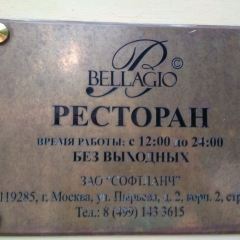 B ©
BELLAGIO
РЕСТОРАН
ВРЕМЯ РАБОТЫ: с 12:00 до 24:00
БЕЗ ВЫХОДНЫХ
ЗАО "СОФТЛАНЧ"
119285, г. Москва, ул. Пырьева, д. 2, корп. 2, стр.
Тел.: 8 (499) 143 3615